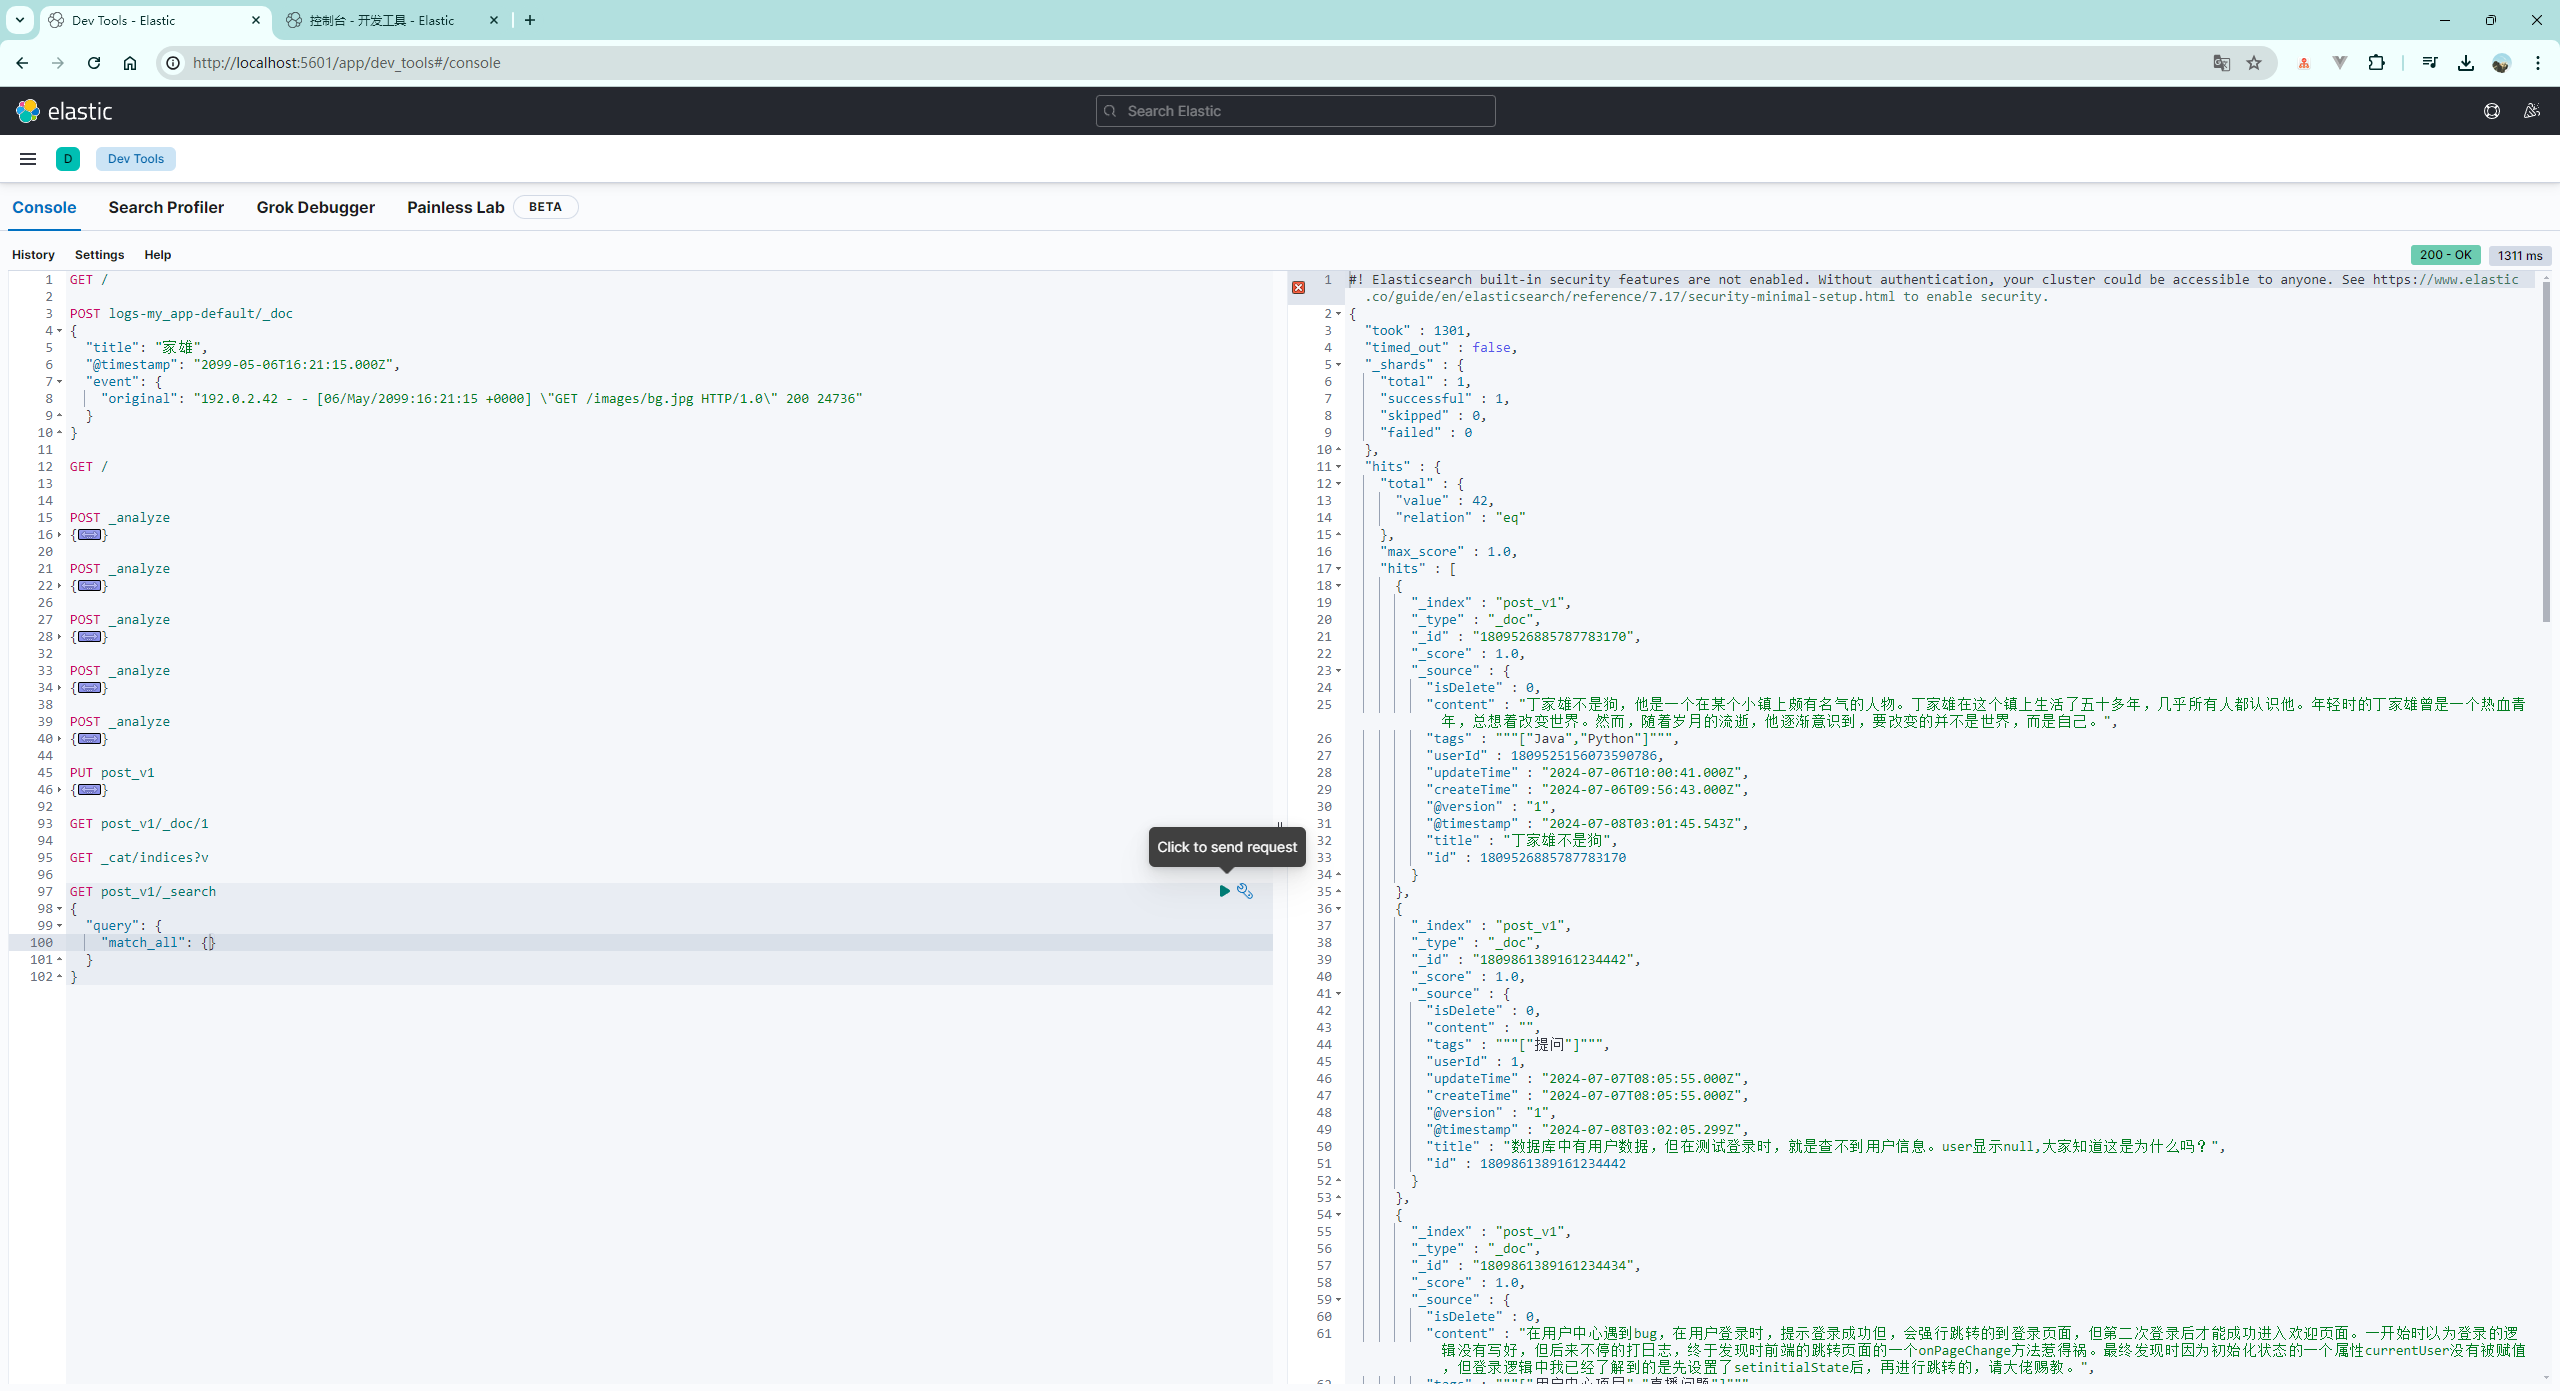 Dev Tools - Elastic
控制台 - 开发工具 - Elastic
http://localhost:5601/app/dev_tools#/console
elastic
Search Elastic
D
Dev Tools
Console
Search Profiler
Grok Debugger
Painless Lab
BETA
History
Settings
Help
200 - OK
1311 ms
1 GET /
2
3 POST logs-my_app-default/_doc
4 {
5 "title": "家雄",
6 "@timestamp": "2099-05-06T16:21:15.000Z",
7 "event": {
8 "original": "192.0.2.42 - - [06/May/2099:16:21:15 +0000] \"GET /images/bg.jpg HTTP/1.0\" 200 24736"
9 }
10 }
11
12 GET /
13
14
15 POST _analyze
16 {}
20
21 POST _analyze
22 {}
26
27 POST _analyze
28 {}
32
33 POST _analyze
34 {}
38
39 POST _analyze
40 {}
44
45 PUT post_v1
46 {}
92
93 GET post_v1/_doc/1
94
95 GET _cat/indices?v
96
97 GET post_v1/_search
98 {
99 "query": {
100 "match_all": {}
101 }
102 }
Click to send request
1 #! Elasticsearch built-in security features are not enabled. Without authentication, your cluster could be accessible to anyone. See https://www.elastic
.co/guide/en/elasticsearch/reference/7.17/security-minimal-setup.html to enable security.
2 {
3 "took" : 1301,
4 "timed_out" : false,
5 "_shards" : {
6 "total" : 1,
7 "successful" : 1,
8 "skipped" : 0,
9 "failed" : 0
10 },
11 "hits" : {
12 "total" : {
13 "value" : 42,
14 "relation" : "eq"
15 },
16 "max_score" : 1.0,
17 "hits" : [
18 {
19 "_index" : "post_v1",
20 "_type" : "_doc",
21 "_id" : "1809526885787783170",
22 "_score" : 1.0,
23 "_source" : {
24 "isDelete" : 0,
25 "content" : "丁家雄不是狗，他是一个在某个小镇上颇有名气的人物。丁家雄在这个镇上生活了五十多年，几乎所有人都认识他。年轻时的丁家雄曾是一个热血青
年，总想着改变世界。然而，随着岁月的流逝，他逐渐意识到，要改变的并不是世界，而是自己。",
26 "tags" : """["Java","Python"]""",
27 "userId" : 1809525156073590786,
28 "updateTime" : "2024-07-06T10:00:41.000Z",
29 "createTime" : "2024-07-06T09:56:43.000Z",
30 "@version" : "1",
31 "@timestamp" : "2024-07-08T03:01:45.543Z",
32 "title" : "丁家雄不是狗",
33 "id" : 1809526885787783170
34 }
35 },
36 {
37 "_index" : "post_v1",
38 "_type" : "_doc",
39 "_id" : "1809861389161234442",
40 "_score" : 1.0,
41 "_source" : {
42 "isDelete" : 0,
43 "content" : "",
44 "tags" : """["提问"]""",
45 "userId" : 1,
46 "updateTime" : "2024-07-07T08:05:55.000Z",
47 "createTime" : "2024-07-07T08:05:55.000Z",
48 "@version" : "1",
49 "@timestamp" : "2024-07-08T03:02:05.299Z",
50 "title" : "数据库中有用户数据，但在测试登录时，就是查不到用户信息。user显示null,大家知道这是为什么吗？",
51 "id" : 1809861389161234442
52 }
53 },
54 {
55 "_index" : "post_v1",
56 "_type" : "_doc",
57 "_id" : "1809861389161234434",
58 "_score" : 1.0,
59 "_source" : {
60 "isDelete" : 0,
61 "content" : "在用户中心遇到bug，在用户登录时，提示登录成功但，会强行跳转的到登录页面，但第二次登录后才能成功进入欢迎页面。一开始时以为登录的逻
辑没有写好，但后来不停的打日志，终于发现时前端的跳转页面的一个onPageChange方法惹得祸。最终发现时因为初始化状态的一个属性currentUser没有被赋值
，但登录逻辑中我已经了解到的是先设置了setinitialState后，再进行跳转的，请大佬赐教。",
62 "tags" : """["用户中心项目","直播问题"]"""